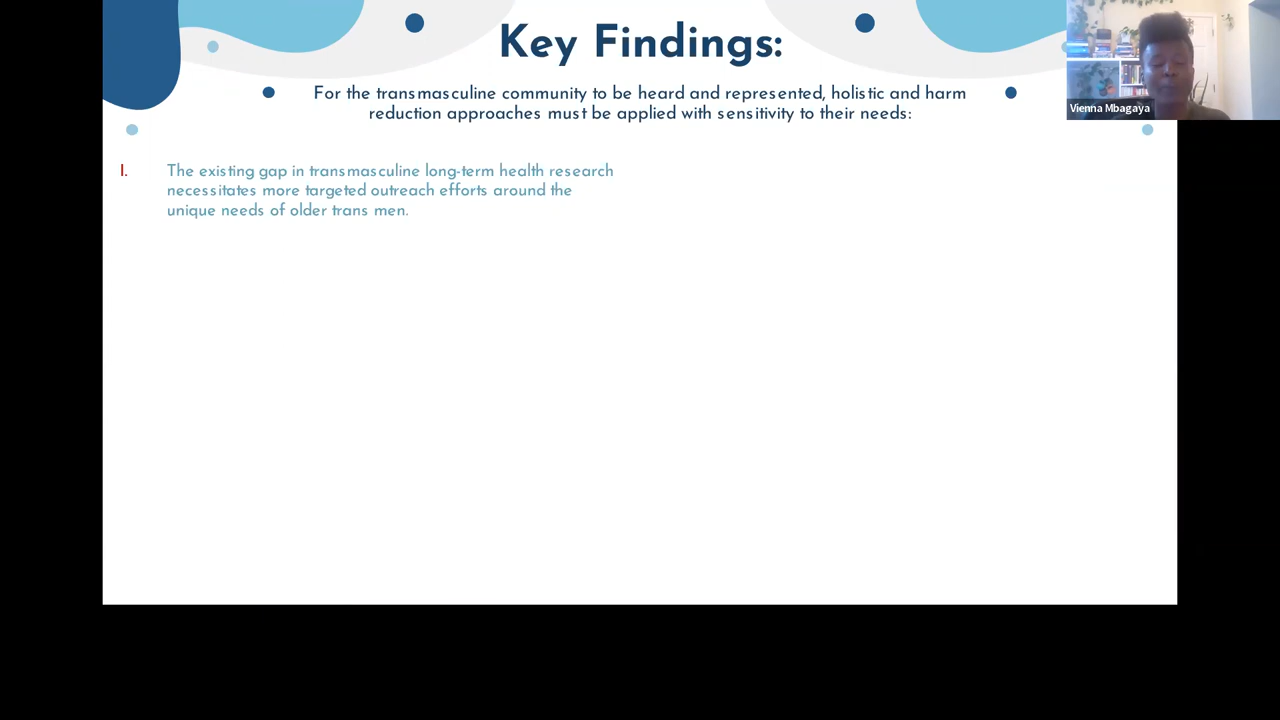 Key Findings:
For the transmasculine community to be heard and represented, holistic and harm
reduction approaches must be applied with sensitivity to their needs:
Vienna Mbagaya
I. The existing gap in transmasculine long-term health research
necessitates more targeted outreach efforts around the
unique needs of older trans men.